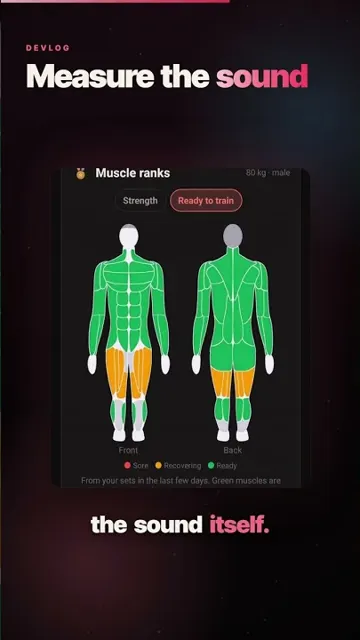 DEVLOG
Measure the sound
Muscle ranks
80 kg · male
Strength
Ready to train
Front
Back
Sore
Recovering
Ready
From your sets in the last few days. Green muscles are
the sound itself.